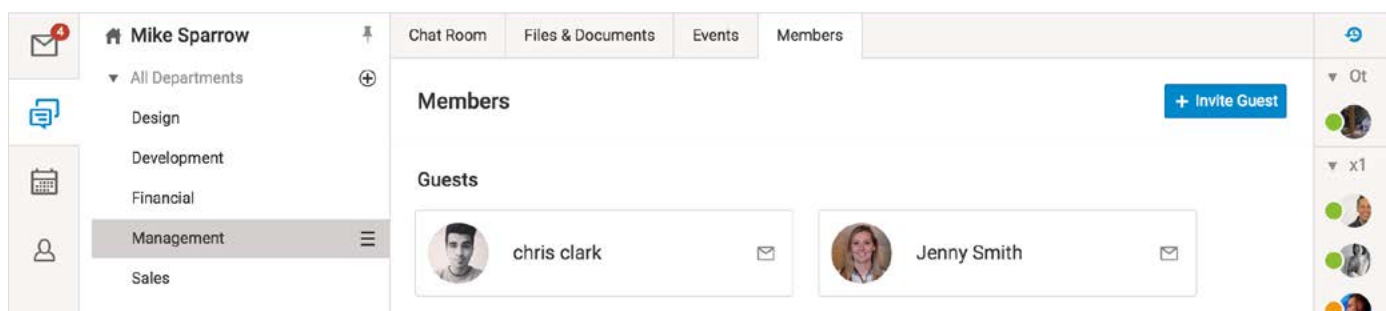 4
Mike Sparrow
All Departments
Design
Development
Financial
Management
Sales
Chat Room
Files & Documents
Events
Members
Members
+ Invite Guest
Guests
chris clark
Jenny Smith
Ot
x1